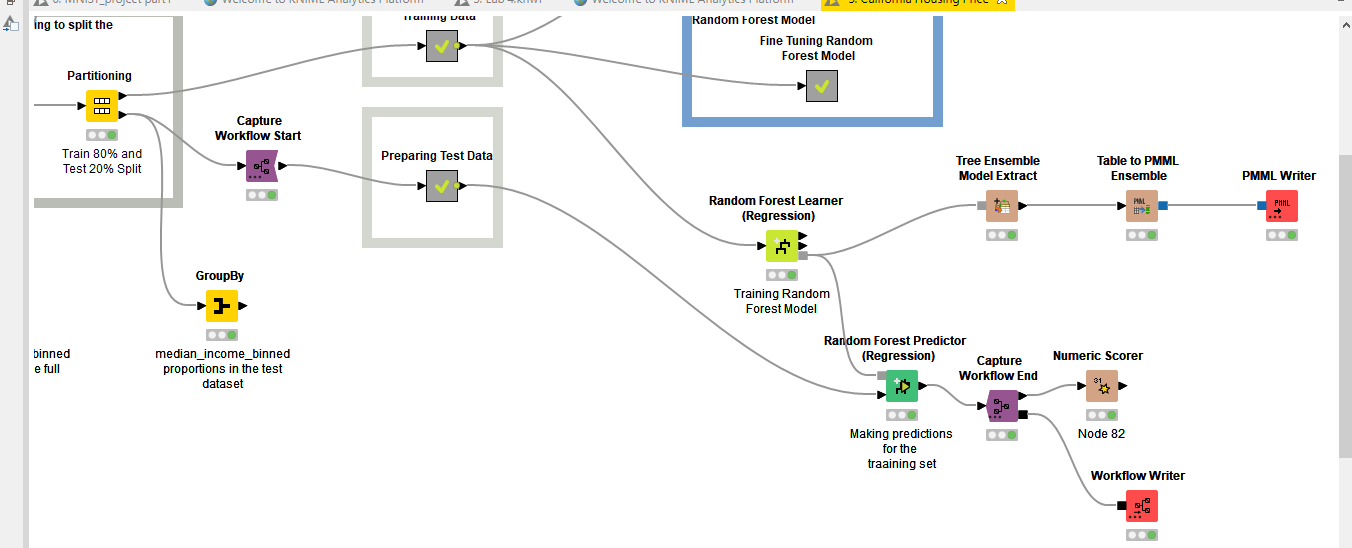 6. MNIST_project part1
Welcome to KNIME Analytics Platform
5. Lab 4.knwf
Welcome to KNIME Analytics Platform
5. California Housing Price
ing to split the
Training Data
Random Forest Model
Fine Tuning Random
Forest Model
Partitioning
Train 80% and
Test 20% Split
Capture
Workflow Start
Preparing Test Data
Tree Ensemble
Model Extract
Table to PMML
Ensemble
PMML Writer
PMML
Random Forest Learner
(Regression)
Training Random
Forest Model
GroupBy
binned
e full
median_income_binned
proportions in the test
dataset
Random Forest Predictor
(Regression)
Making predictions
for the
traaining set
Capture
Workflow End
Numeric Scorer
31
Node 82
Workflow Writer